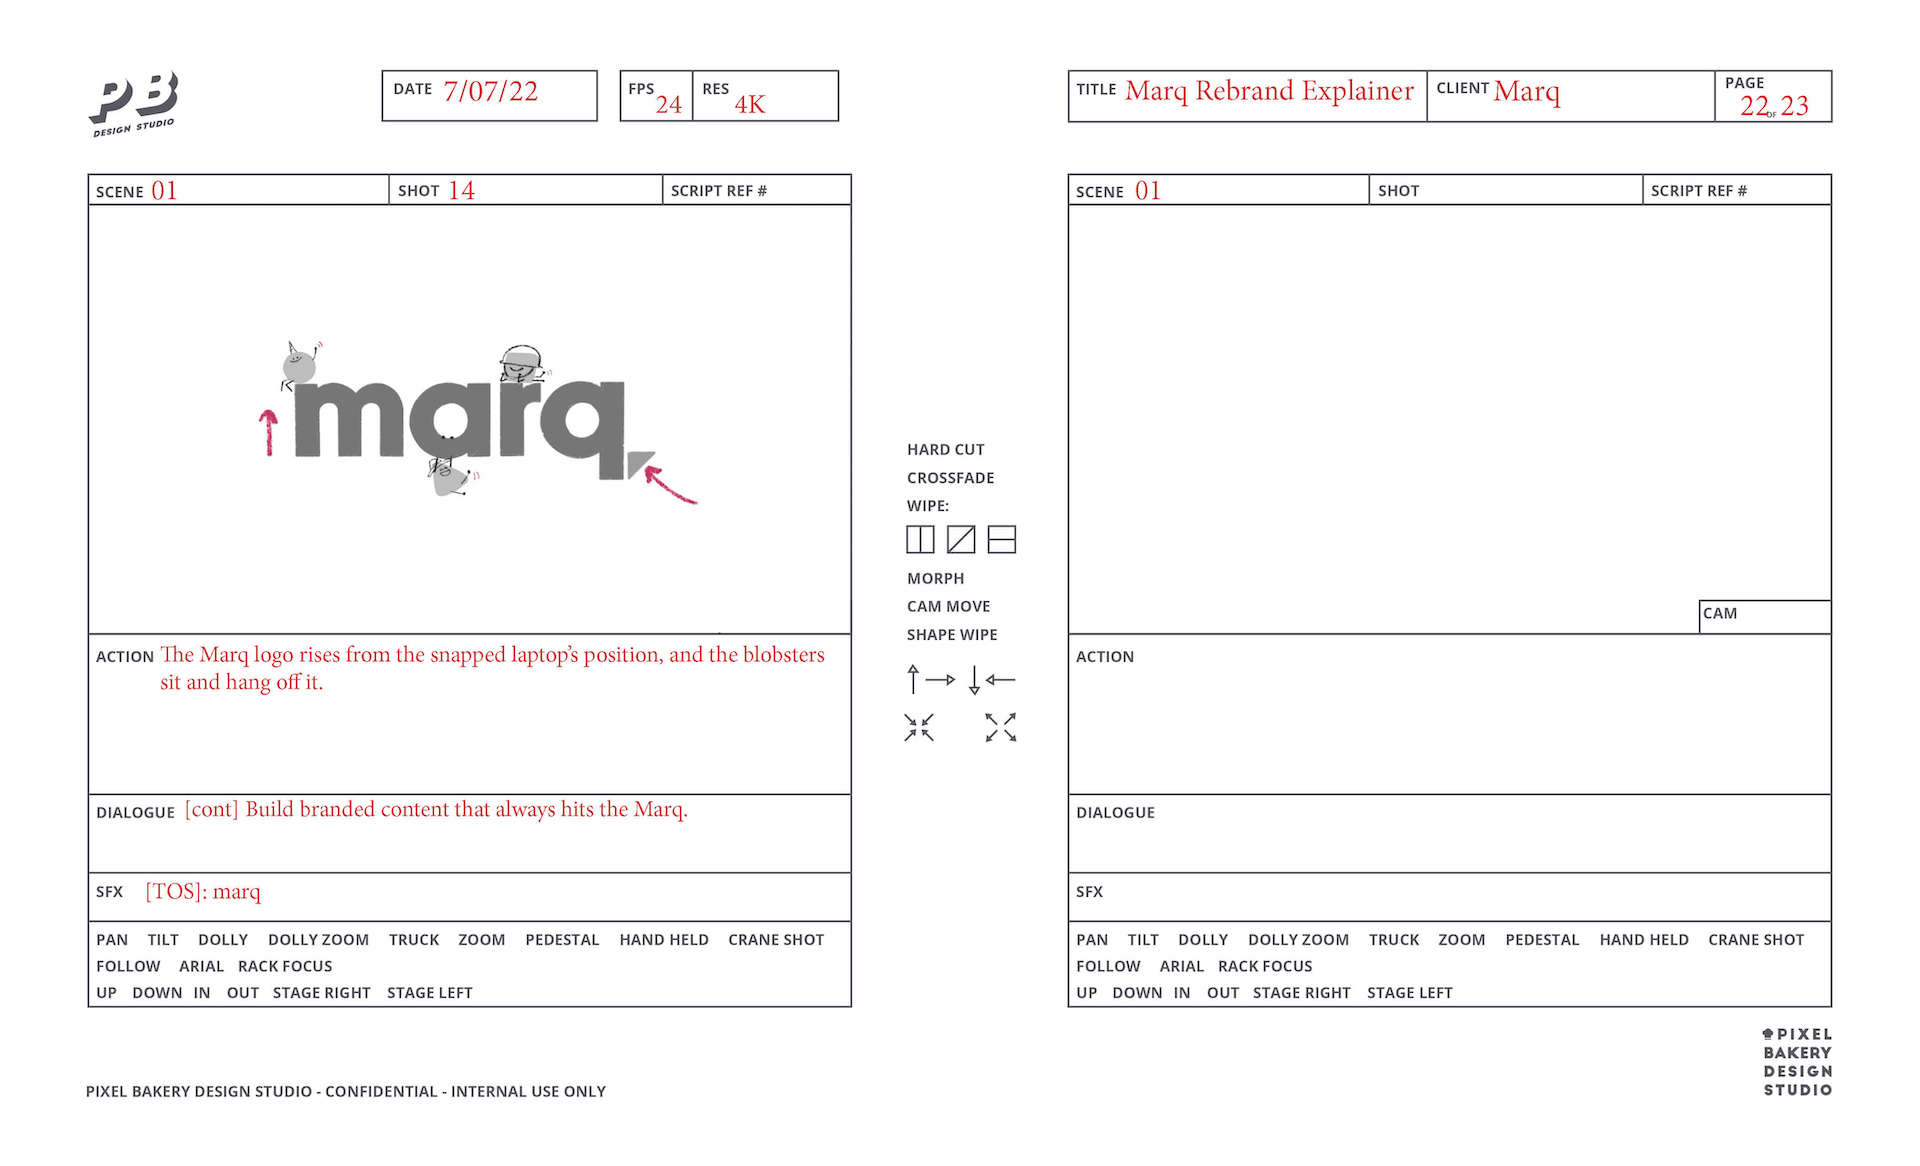 PB
DESIGN STUDIO
DATE 7/07/22
FPS 24
RES 4K
TITLE Marq Rebrand Explainer
CLIENT Marq
PAGE
22 OF 23
SCENE 01
SHOT 14
SCRIPT REF #
marq
ACTION The Marq logo rises from the snapped laptop's position, and the blobsters
sit and hang off it.
DIALOGUE [cont] Build branded content that always hits the Marq.
SFX [TOS]: marq
PAN TILT DOLLY DOLLY ZOOM TRUCK ZOOM PEDESTAL HAND HELD CRANE SHOT
FOLLOW ARIAL RACK FOCUS
UP DOWN IN OUT STAGE RIGHT STAGE LEFT
HARD CUT
CROSSFADE
WIPE:
MORPH
CAM MOVE
SHAPE WIPE
SCENE 01
SHOT
SCRIPT REF #
CAM
ACTION
DIALOGUE
SFX
PAN TILT DOLLY DOLLY ZOOM TRUCK ZOOM PEDESTAL HAND HELD CRANE SHOT
FOLLOW ARIAL RACK FOCUS
UP DOWN IN OUT STAGE RIGHT STAGE LEFT
PIXEL
BAKERY
DESIGN
STUDIO
PIXEL BAKERY DESIGN STUDIO - CONFIDENTIAL - INTERNAL USE ONLY